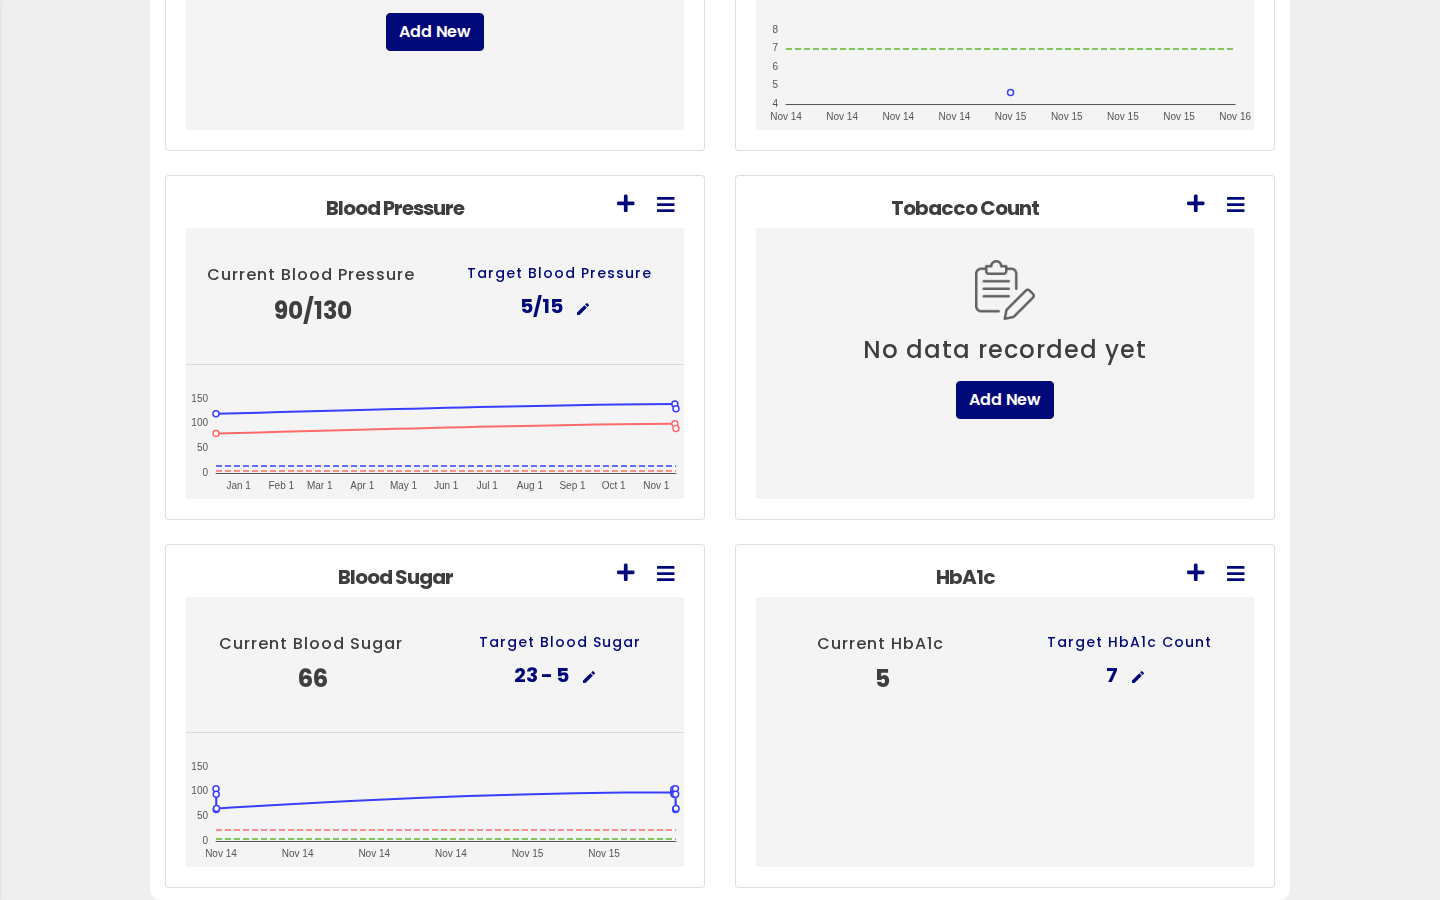 Add New
8
7
6
5
4
Nov 14 Nov 14 Nov 14 Nov 14 Nov 15 Nov 15 Nov 15 Nov 15 Nov 16
Blood Pressure
Current Blood Pressure
90/130
Target Blood Pressure
5/15
150
100
50
0
Jan 1 Feb 1 Mar 1 Apr 1 May 1 Jun 1 Jul 1 Aug 1 Sep 1 Oct 1 Nov 1
Tobacco Count
No data recorded yet
Add New
Blood Sugar
Current Blood Sugar
66
Target Blood Sugar
23 - 5
150
100
50
0
Nov 14 Nov 14 Nov 14 Nov 14 Nov 15 Nov 15
HbA1c
Current HbA1c
5
Target HbA1c Count
7